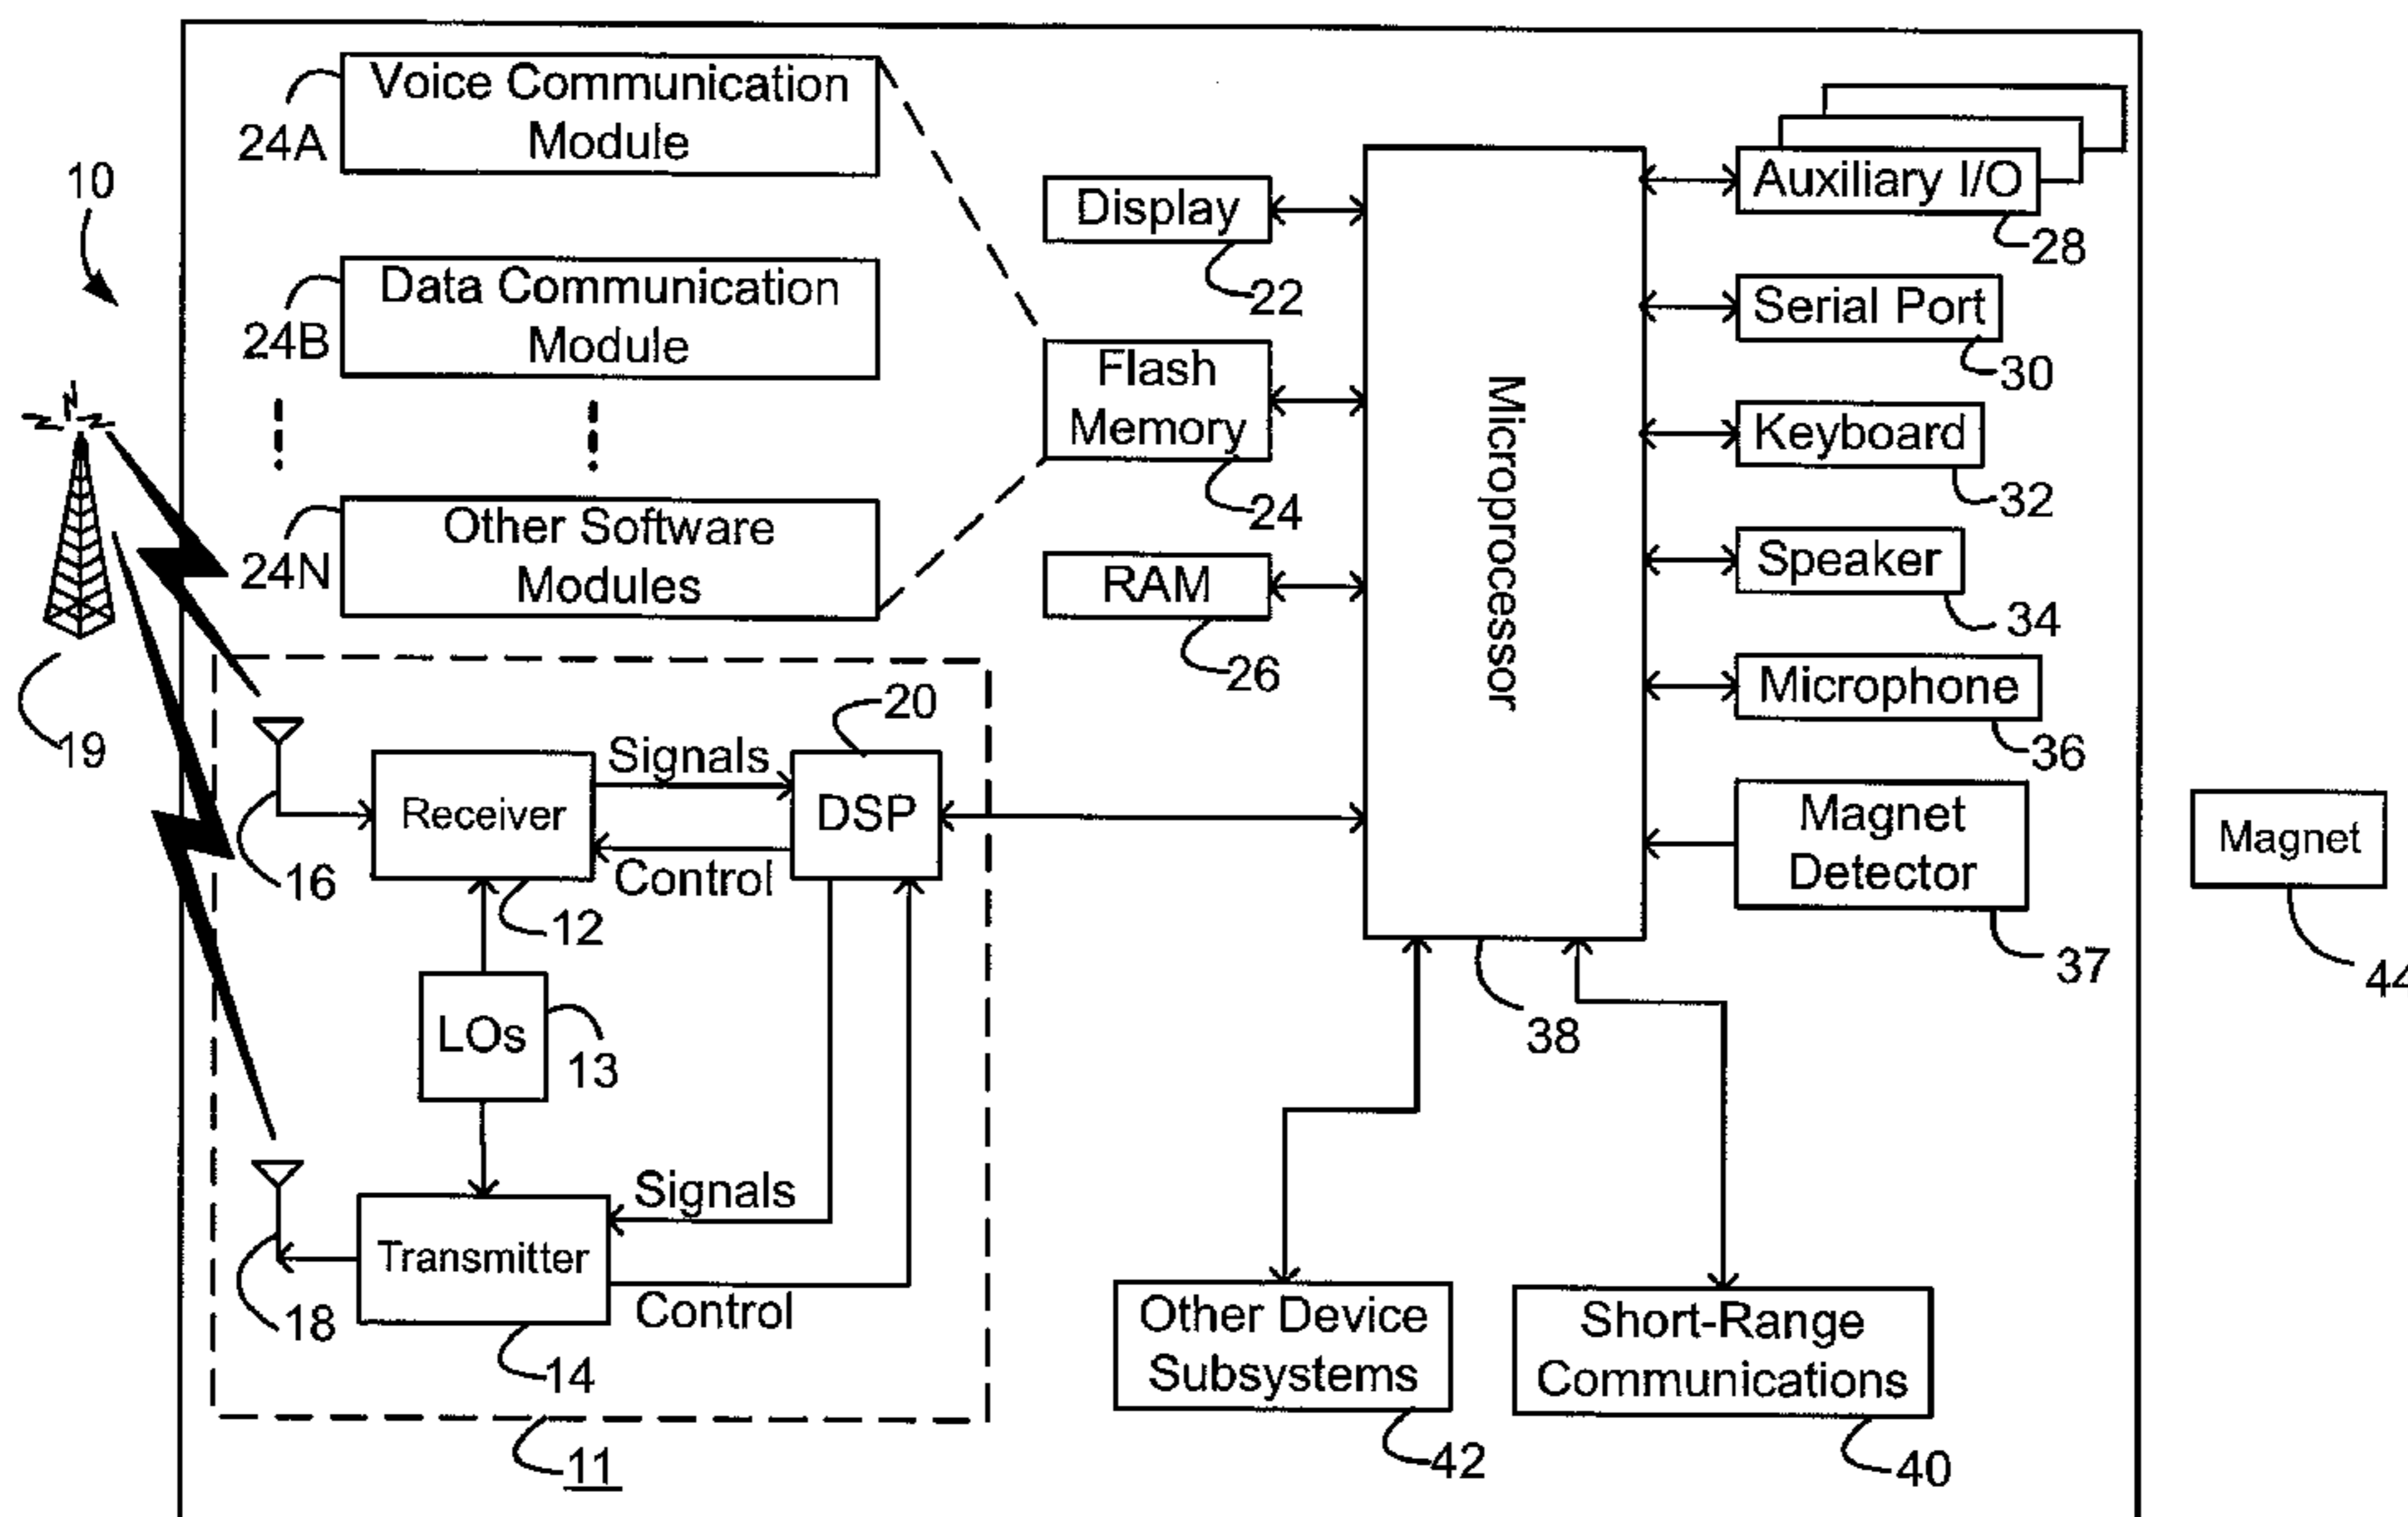 Voice Communication
Module
24A
10
Data Communication
Module
24B
Other Software
Modules
24N
19
Display
22
Flash
Memory
24
RAM
26
Microprocessor
38
Auxiliary I/O
28
Serial Port
30
Keyboard
32
Speaker
34
Microphone
36
Magnet
Detector
37
Magnet
44
20
Signals
Receiver
DSP
Control
16
12
LOs
13
Signals
Transmitter
Control
18
14
11
Other Device
Subsystems
42
Short-Range
Communications
40